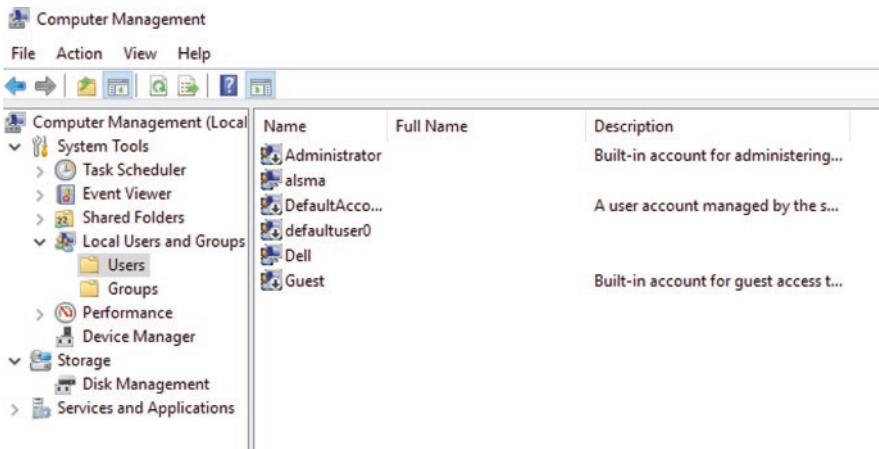 Computer Management
File Action View Help
Computer Management (Local
System Tools
Task Scheduler
Event Viewer
Shared Folders
Local Users and Groups
Users
Groups
Performance
Device Manager
Storage
Disk Management
Services and Applications
Name Full Name Description
Administrator Built-in account for administering...
alsma
DefaultAcco... A user account managed by the s...
defaultuser0
Dell
Guest Built-in account for guest access t...